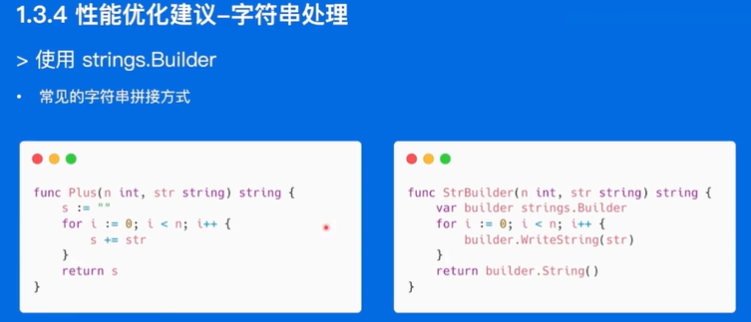 1.3.4 性能优化建议-字符串处理
> 使用 strings.Builder
• 常见的字符串拼接方式
func Plus(n int, str string) string {
    s := ""
    for i := 0; i < n; i++ {
        s += str
    }
    return s
}
func StrBuilder(n int, str string) string {
    var builder strings.Builder
    for i := 0; i < n; i++ {
        builder.WriteString(str)
    }
    return builder.String()
}